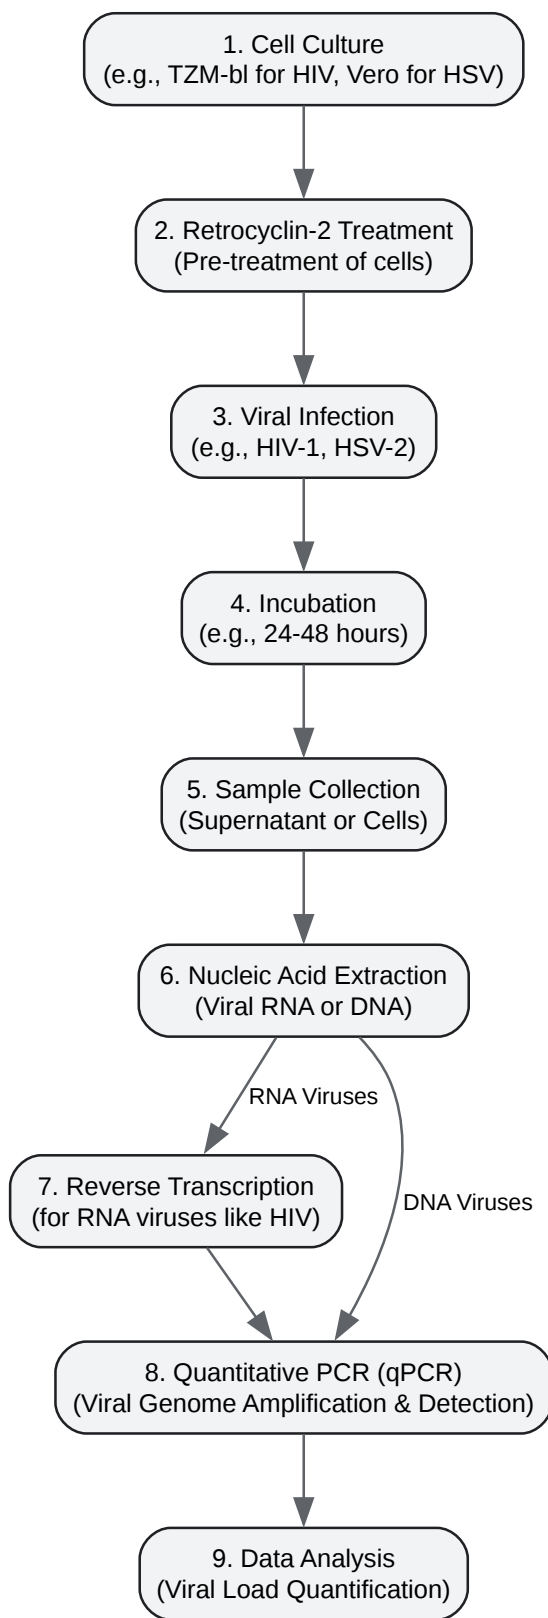 1. Cell Culture
(e.g., TZM-bl for HIV, Vero for HSV)
2. Retrocyclin-2 Treatment
(Pre-treatment of cells)
3. Viral Infection
(e.g., HIV-1, HSV-2)
4. Incubation
(e.g., 24-48 hours)
5. Sample Collection
(Supernatant or Cells)
6. Nucleic Acid Extraction
(Viral RNA or DNA)
RNA Viruses
7. Reverse Transcription
(for RNA viruses like HIV)
DNA Viruses
8. Quantitative PCR (qPCR)
(Viral Genome Amplification & Detection)
9. Data Analysis
(Viral Load Quantification)